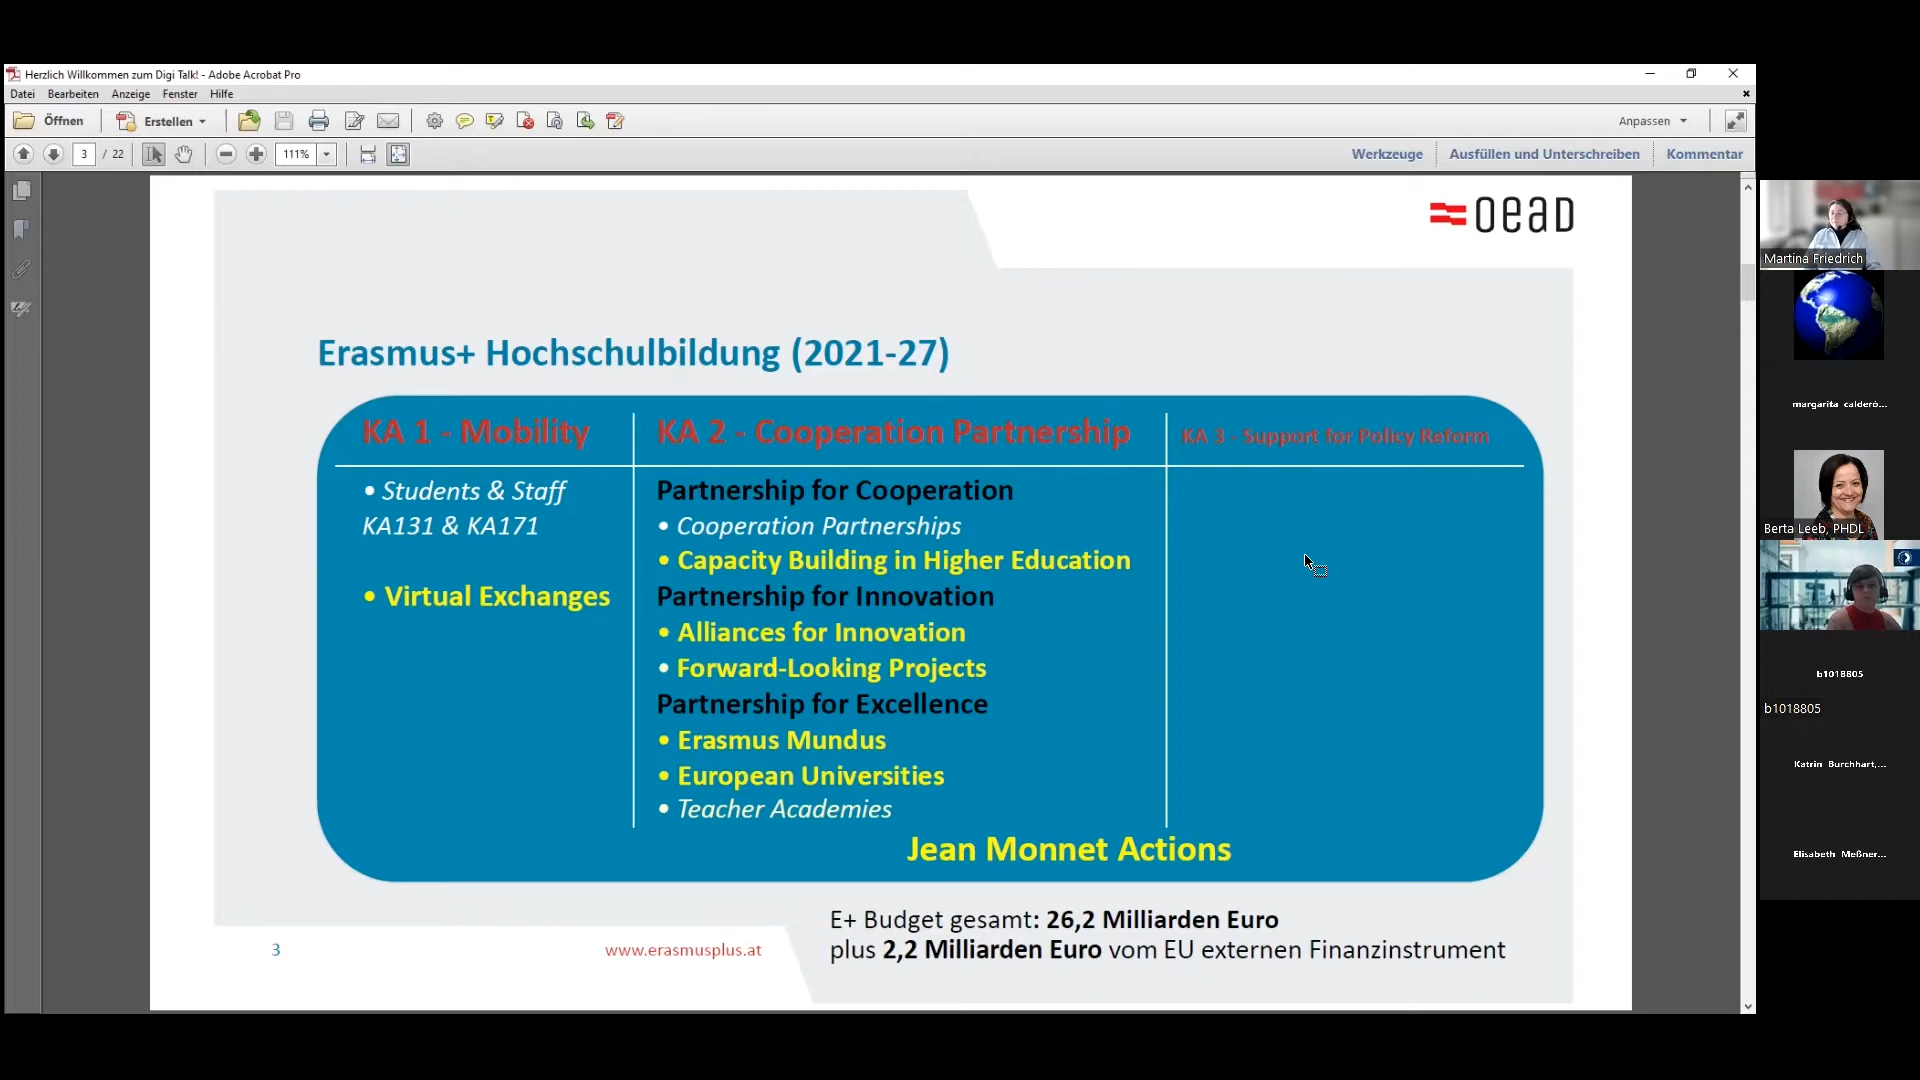 Herzlich Willkommen zum Digi Talk! - Adobe Acrobat Pro
Datei Bearbeiten Anzeige Fenster Hilfe
Öffnen Erstellen Anpassen
3 / 22 111% Werkzeuge Ausfüllen und Unterschreiben Kommentar
OeAD
Erasmus+ Hochschulbildung (2021-27)
KA 1 - Mobility
• Students & Staff
KA131 & KA171
• Virtual Exchanges
KA 2 - Cooperation Partnership
Partnership for Cooperation
• Cooperation Partnerships
• Capacity Building in Higher Education
Partnership for Innovation
• Alliances for Innovation
• Forward-Looking Projects
Partnership for Excellence
• Erasmus Mundus
• European Universities
• Teacher Academies
KA 3 - Support for Policy Reform
Jean Monnet Actions
E+ Budget gesamt: 26,2 Milliarden Euro
plus 2,2 Milliarden Euro vom EU externen Finanzinstrument
3
www.erasmusplus.at
Martina Friedrich
margarita calderó...
Berta Leeb, PHDL
b1018805
b1018805
Katrin Burchhart,...
Elisabeth Meßner...